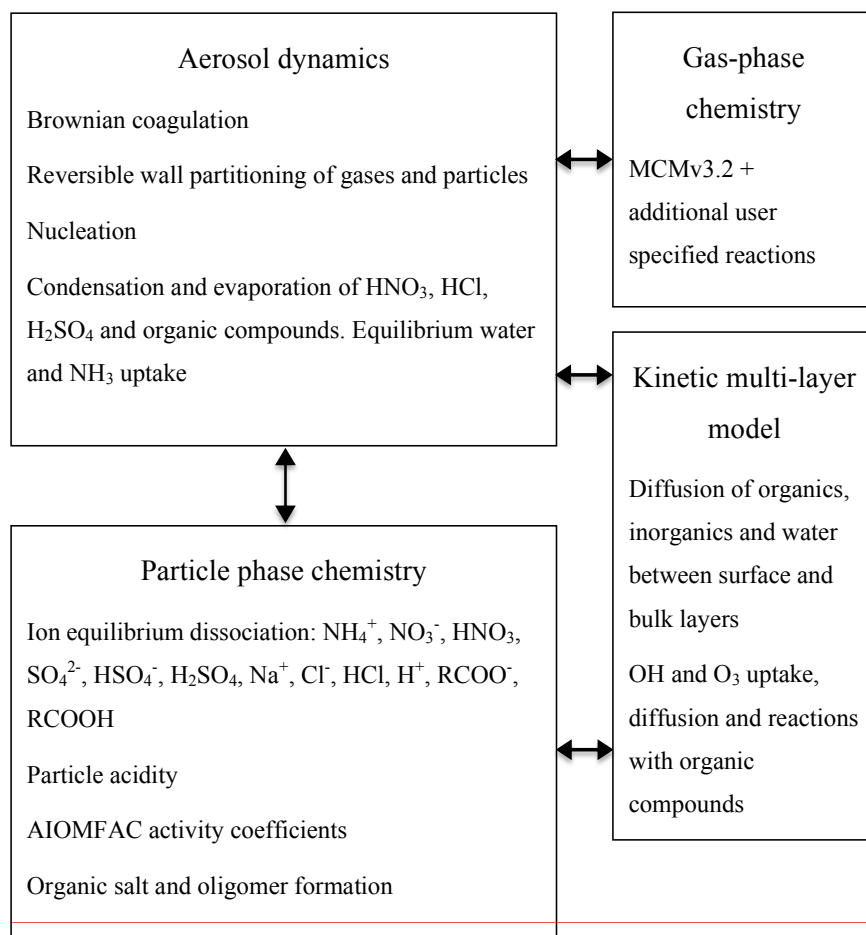 Aerosol dynamics
Brownian coagulation
Reversible wall partitioning of gases and particles
Nucleation
Condensation and evaporation of HNO₃, HCl,
H₂SO₄ and organic compounds. Equilibrium water
and NH₃ uptake
Gas-phase
chemistry
MCMv3.2 +
additional user
specified reactions
Kinetic multi-layer
model
Diffusion of organics,
inorganics and water
between surface and
bulk layers
OH and O₃ uptake,
diffusion and reactions
with organic
compounds
Particle phase chemistry
Ion equilibrium dissociation: NH₄⁺, NO₃⁻, HNO₃,
SO₄²⁻, HSO₄⁻, H₂SO₄, Na⁺, Cl⁻, HCl, H⁺, RCOO⁻,
RCOOH
Particle acidity
AIOMFAC activity coefficients
Organic salt and oligomer formation